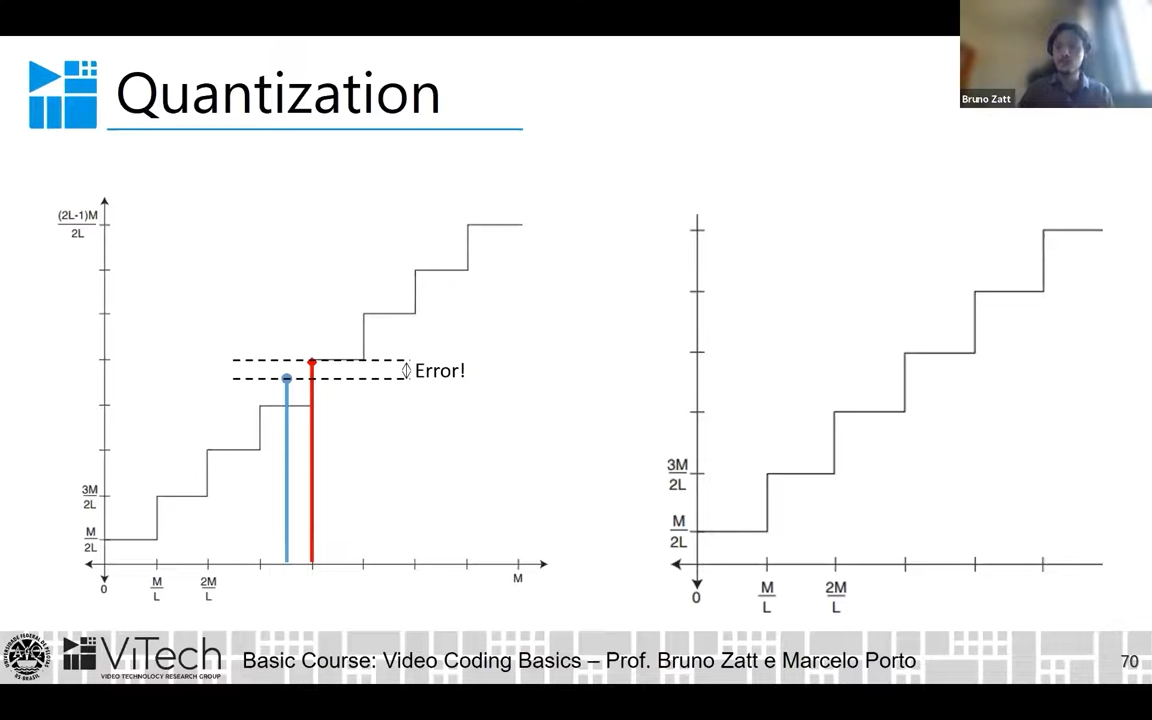 Bruno Zatt
Quantization
(2L-1)M
2L
Error!
3M
2L
M
2L
0
M
L
2M
L
M
3M
2L
M
2L
0
M
L
2M
L
ViTech
VIDEO TECHNOLOGY RESEARCH GROUP
Basic Course: Video Coding Basics – Prof. Bruno Zatt e Marcelo Porto
70